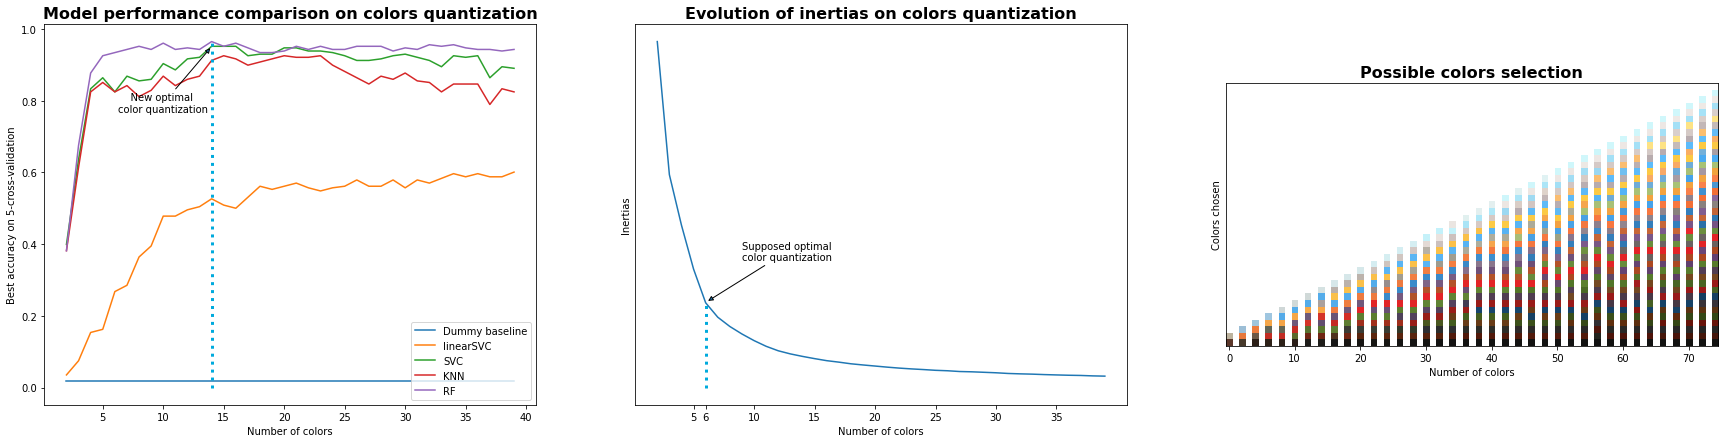 Model performance comparison on colors quantization
Best accuracy on 5-cross-validation
1.0
0.8
0.6
0.4
0.2
0.0
New optimal
color quantization
Dummy baseline
linearSVC
SVC
KNN
RF
5 10 15 20 25 30 35 40
Number of colors
Evolution of inertias on colors quantization
Inertias
Supposed optimal
color quantization
5 6 10 15 20 25 30 35
Number of colors
Possible colors selection
Colors chosen
0 10 20 30 40 50 60 70
Number of colors